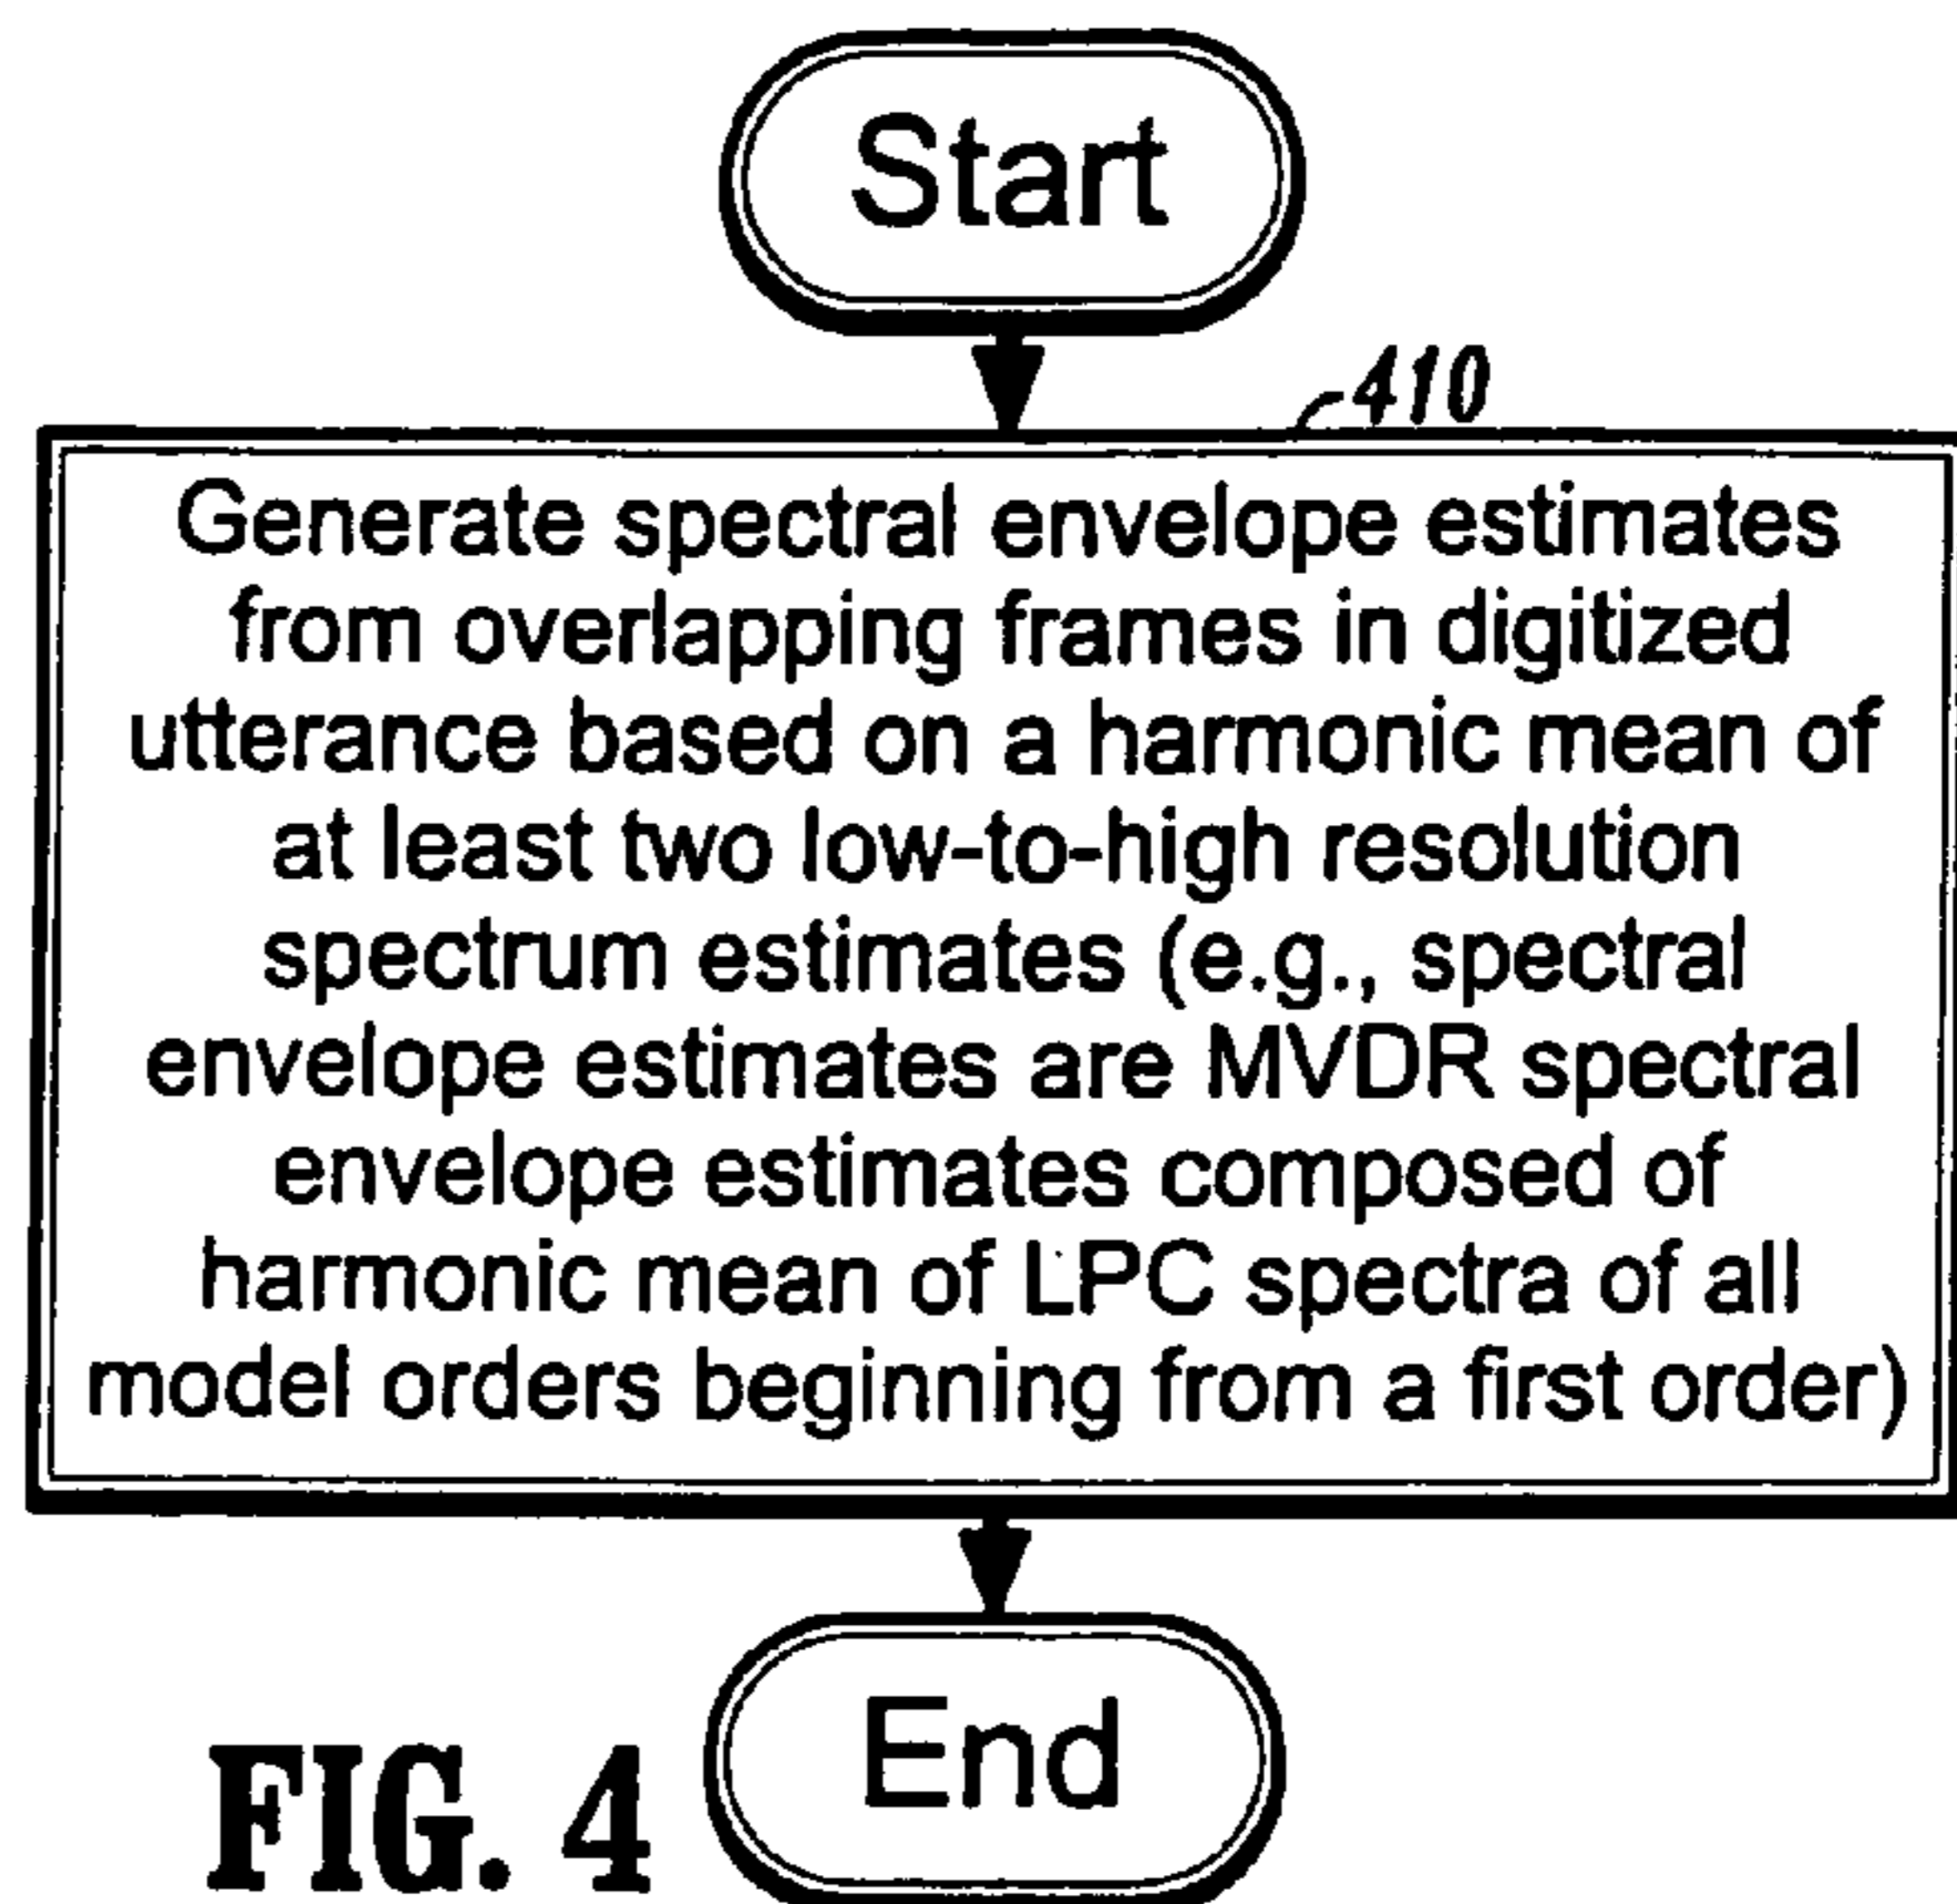 Start
410
Generate spectral envelope estimates
from overlapping frames in digitized
utterance based on a harmonic mean of
at least two low-to-high resolution
spectrum estimates (e.g., spectral
envelope estimates are MVDR spectral
envelope estimates composed of
harmonic mean of LPC spectra of all
model orders beginning from a first order)
End
FIG. 4